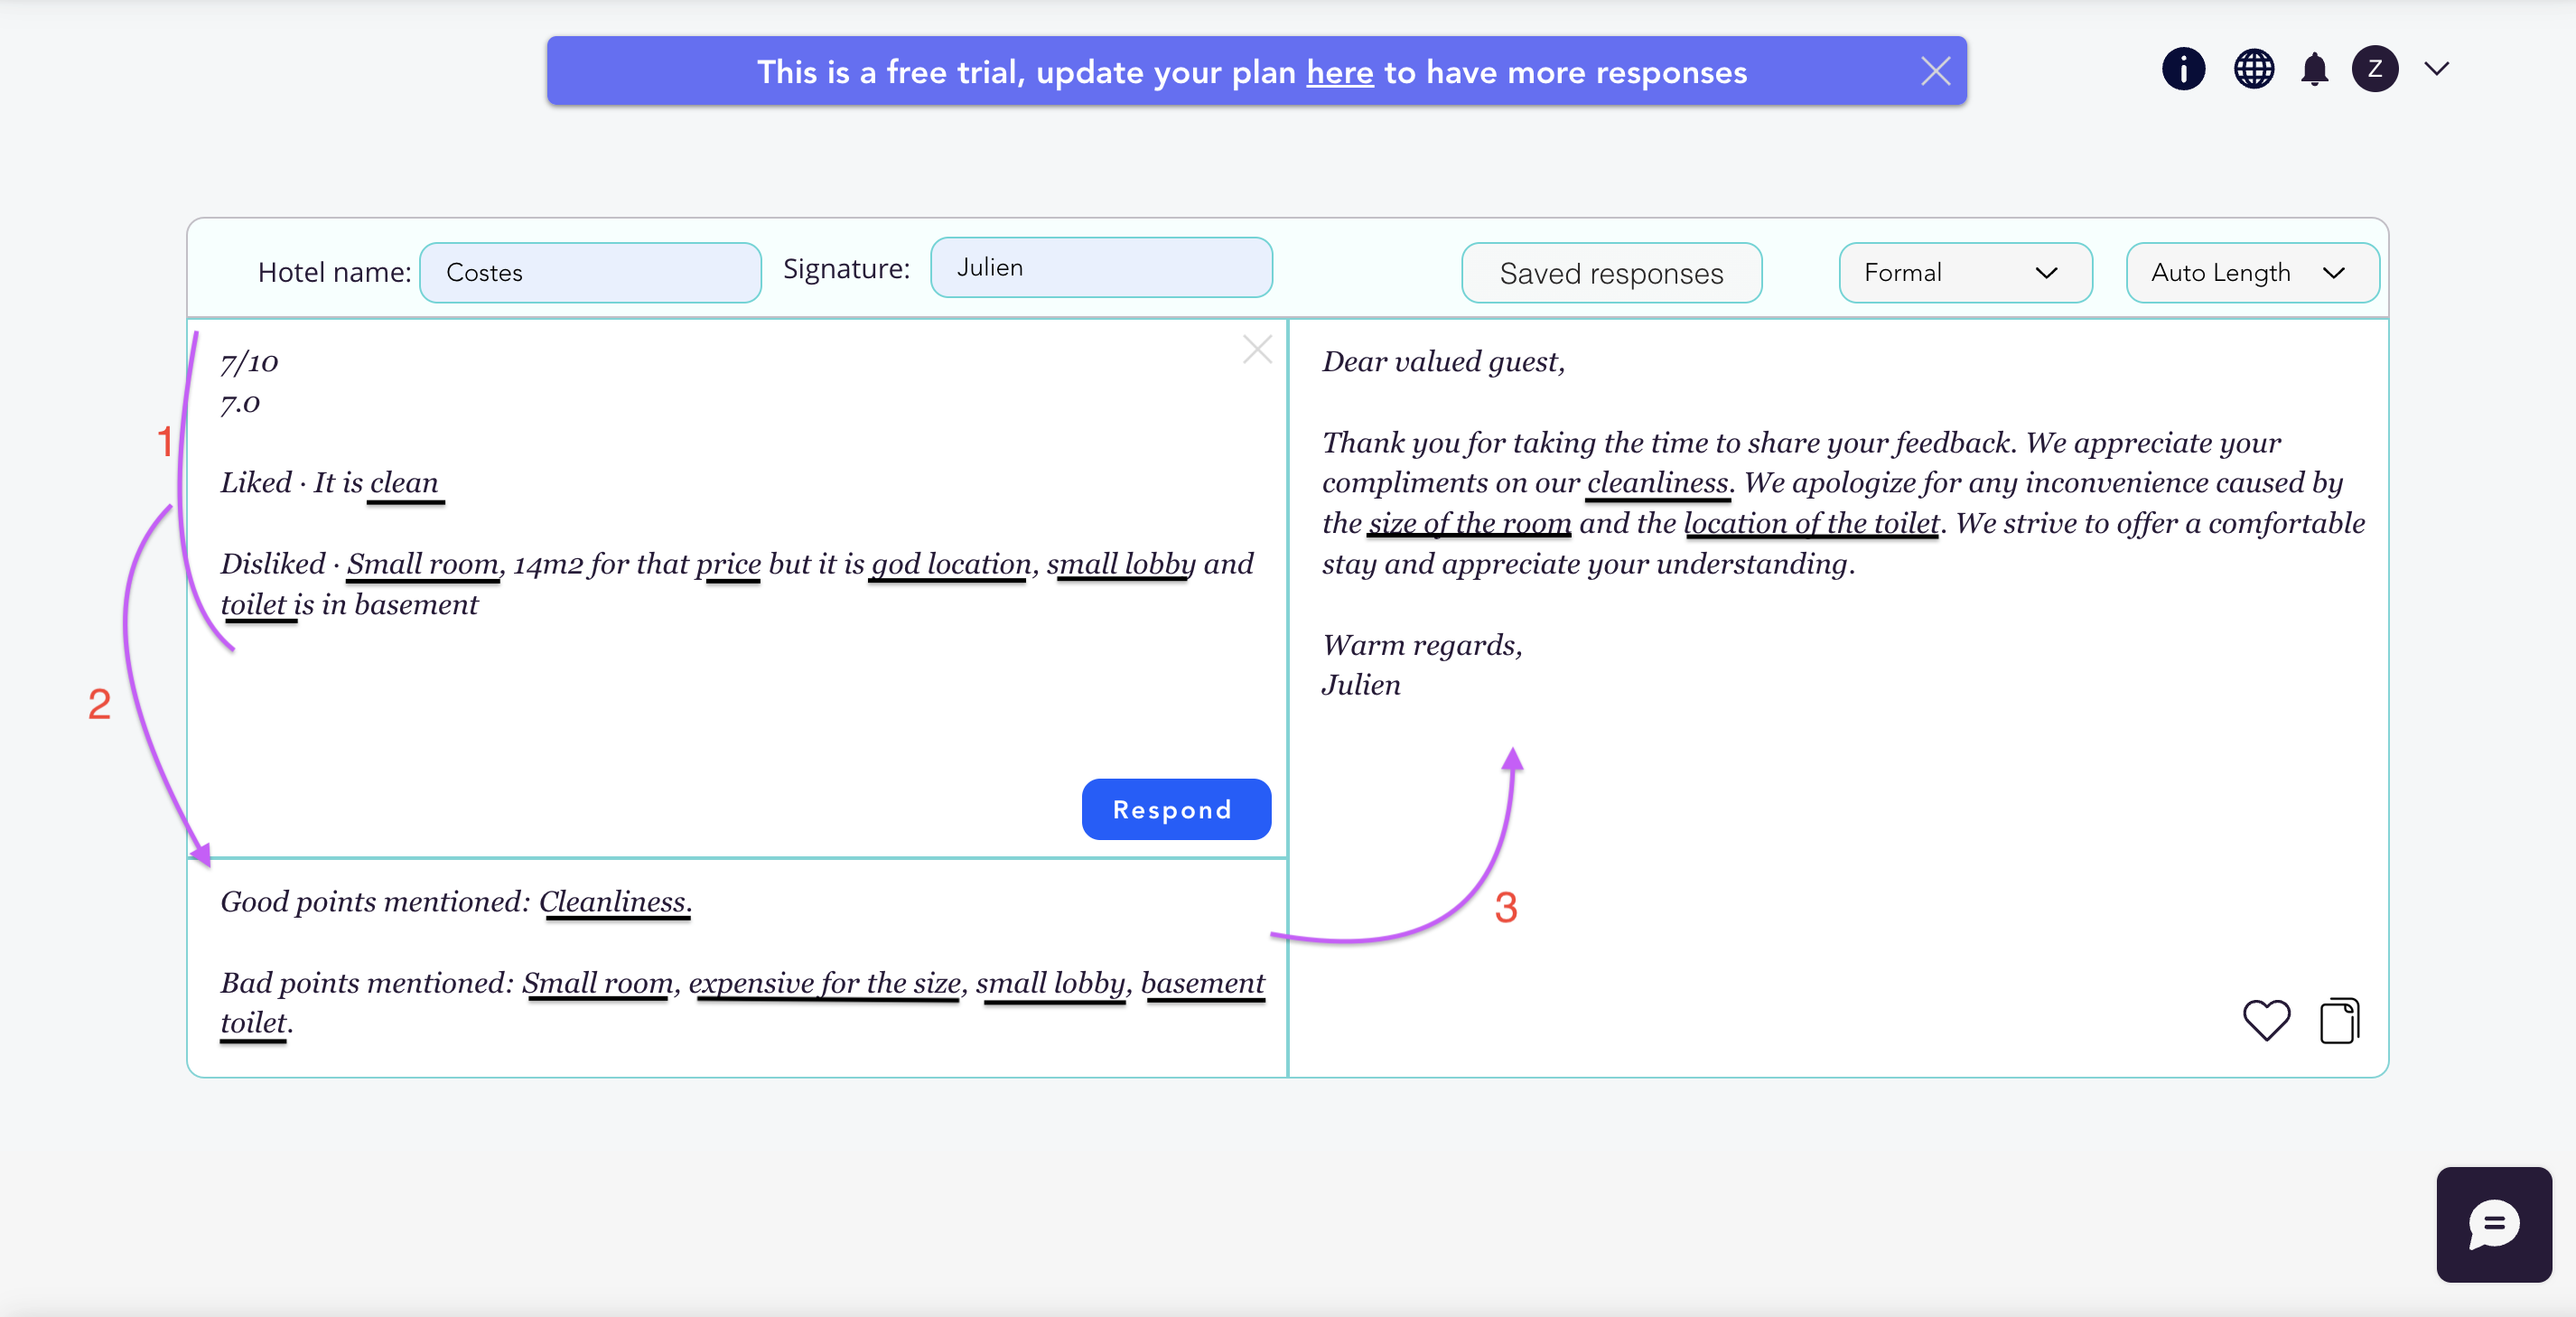 This is a free trial, update your plan here to have more responses
Z
Hotel name: Costes Signature: Julien Saved responses Formal Auto Length
7/10
7.0
Liked · It is clean
Disliked · Small room, 14m2 for that price but it is god location, small lobby and
toilet is in basement
Respond
Good points mentioned: Cleanliness.
Bad points mentioned: Small room, expensive for the size, small lobby, basement
toilet.
Dear valued guest,
Thank you for taking the time to share your feedback. We appreciate your
compliments on our cleanliness. We apologize for any inconvenience caused by
the size of the room and the location of the toilet. We strive to offer a comfortable
stay and appreciate your understanding.
Warm regards,
Julien
1
2
3